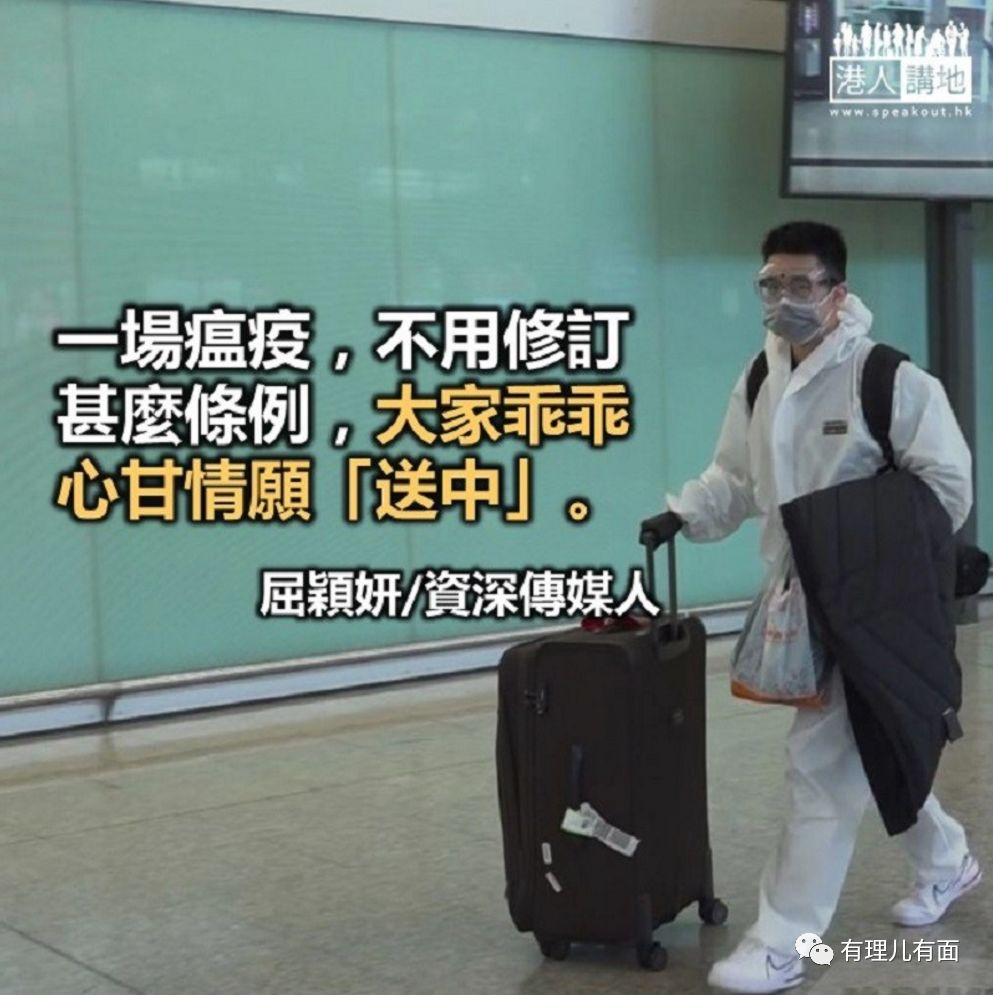 港人講地
www.speakout.hk
一場瘟疫，不用修訂
甚麼條例，大家乖乖
心甘情願「送中」。
屈穎妍/資深傳媒人
有理儿有面